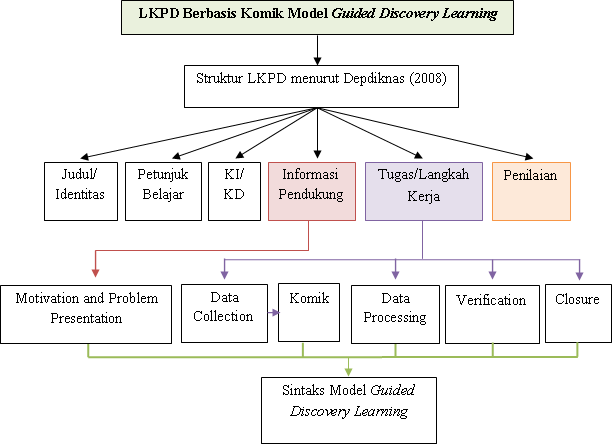 LKPD Berbasis Komik Model Guided Discovery Learning
Struktur LKPD menurut Depdiknas (2008)
Judul/
Identitas
Petunjuk
Belajar
KI/
KD
Informasi
Pendukung
Tugas/Langkah
Kerja
Penilaian
Motivation and Problem
Presentation
Data
Collection
Komik
Data
Processing
Verification
Closure
Sintaks Model Guided
Discovery Learning